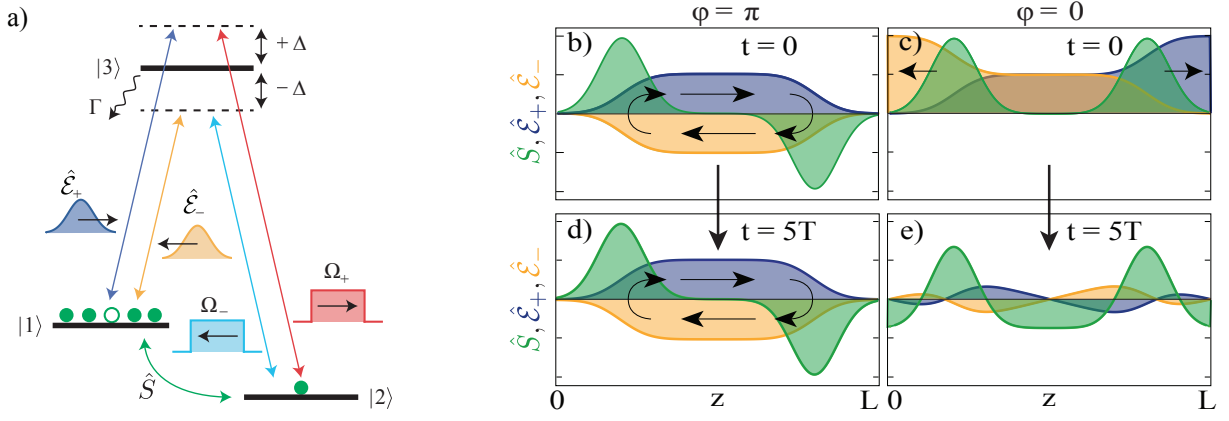 a)
+Δ
|3⟩
−Δ
Γ
Ê₊
Ê₋
Ω₊
|1⟩
Ω₋
Ŝ
|2⟩
φ = π
φ = 0
b)
t = 0
c)
t = 0
Ŝ, Ê₊, Ê₋
d)
t = 5T
e)
t = 5T
Ŝ, Ê₊, Ê₋
0
z
L
0
z
L